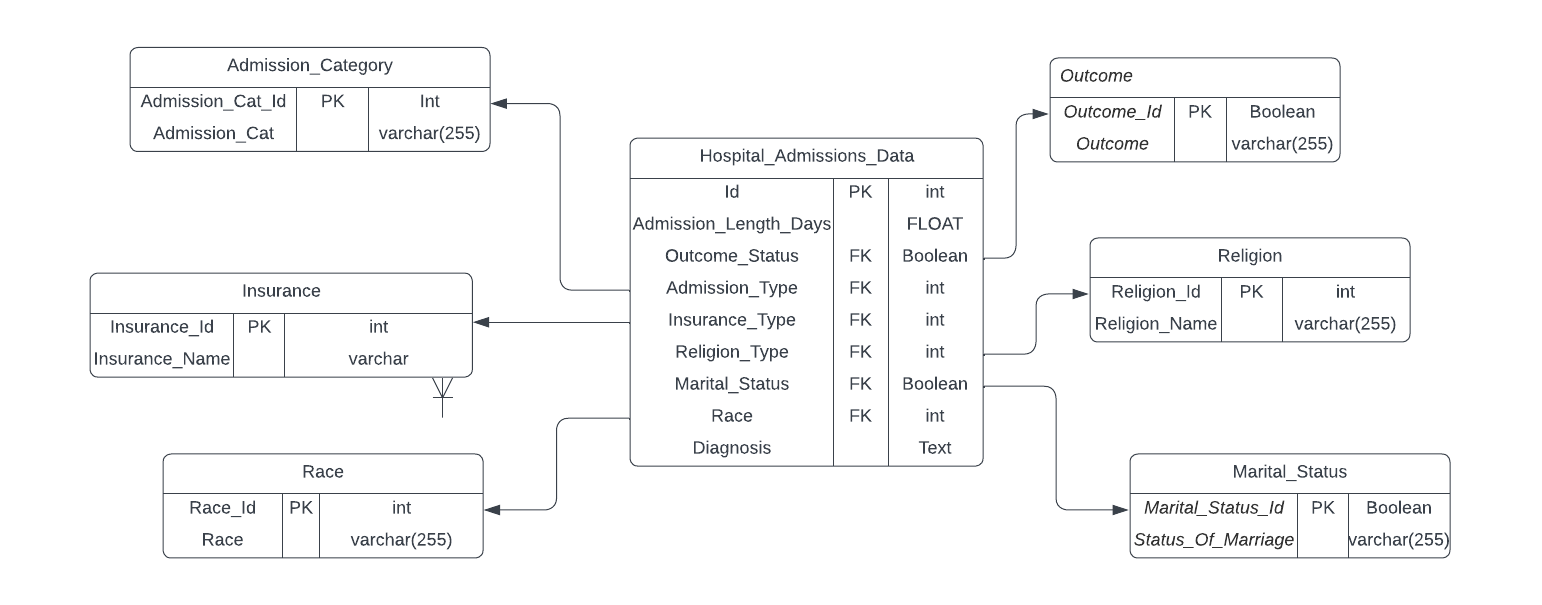 Admission_Category
Admission_Cat_Id PK Int
Admission_Cat varchar(255)
Outcome
Outcome_Id PK Boolean
Outcome varchar(255)
Hospital_Admissions_Data
Id PK int
Admission_Length_Days FLOAT
Outcome_Status FK Boolean
Admission_Type FK int
Insurance_Type FK int
Religion_Type FK int
Marital_Status FK Boolean
Race FK int
Diagnosis Text
Religion
Religion_Id PK int
Religion_Name varchar(255)
Insurance
Insurance_Id PK int
Insurance_Name varchar
Race
Race_Id PK int
Race varchar(255)
Marital_Status
Marital_Status_Id PK Boolean
Status_Of_Marriage varchar(255)